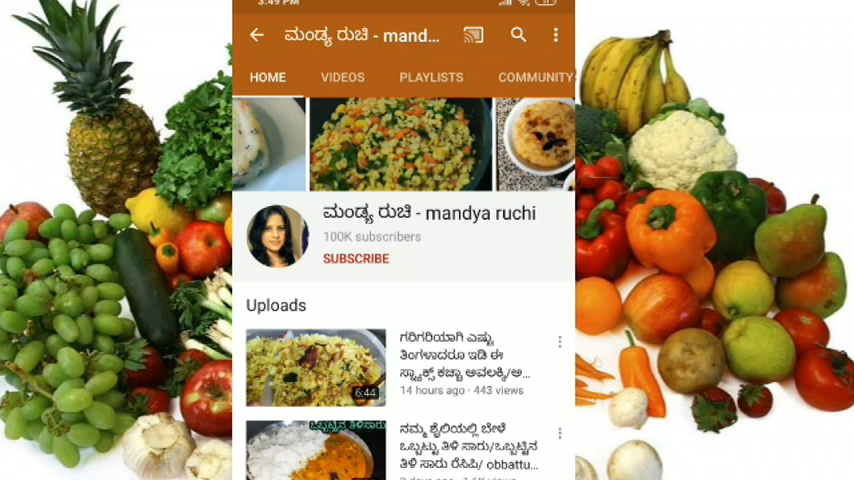 3:49 PM
ಮಂಡ್ಯ ರುಚಿ - mand...
HOME VIDEOS PLAYLISTS COMMUNITY
ಮಂಡ್ಯ ರುಚಿ - mandya ruchi
100K subscribers
SUBSCRIBE
Uploads
ಗರಿಗರಿಯಾಗಿ ಎಷ್ಟು
ತಿಂಗಳಾದರೂ ಇಡಿ ಈ
ಸ್ನ್ಯಾಕ್ಸ್ ಕಚ್ಚಾ ಅವಲಕ್ಕಿ/ಅ...
6:44
14 hours ago · 443 views
ಒಬ್ಬಟ್ಟಿನ ತಿಳಿಸಾರು
ನಮ್ಮ ಶೈಲಿಯಲ್ಲಿ ಬೇಳೆ
ಒಬ್ಬಟ್ಟು ತಿಳಿ ಸಾರು/ಒಬ್ಬಟ್ಟಿನ
ತಿಳಿ ಸಾರು ರೆಸಿಪಿ/ obbattu...